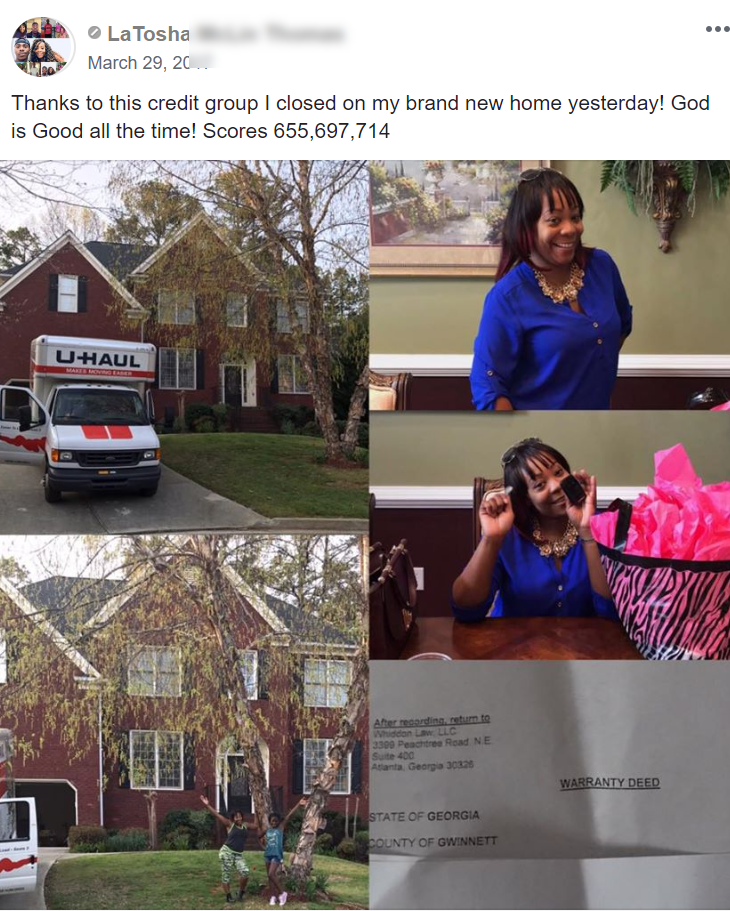 LaTosha
March 29, 20
Thanks to this credit group I closed on my brand new home yesterday! God
is Good all the time! Scores 655,697,714
U-HAUL
MAKES MOVING EASIER
After recording, return to
Whiddon Law, LLC
3399 Peachtree Road N.E.
Suite 400
Atlanta, Georgia 30326
WARRANTY DEED
STATE OF GEORGIA
COUNTY OF GWINNETT